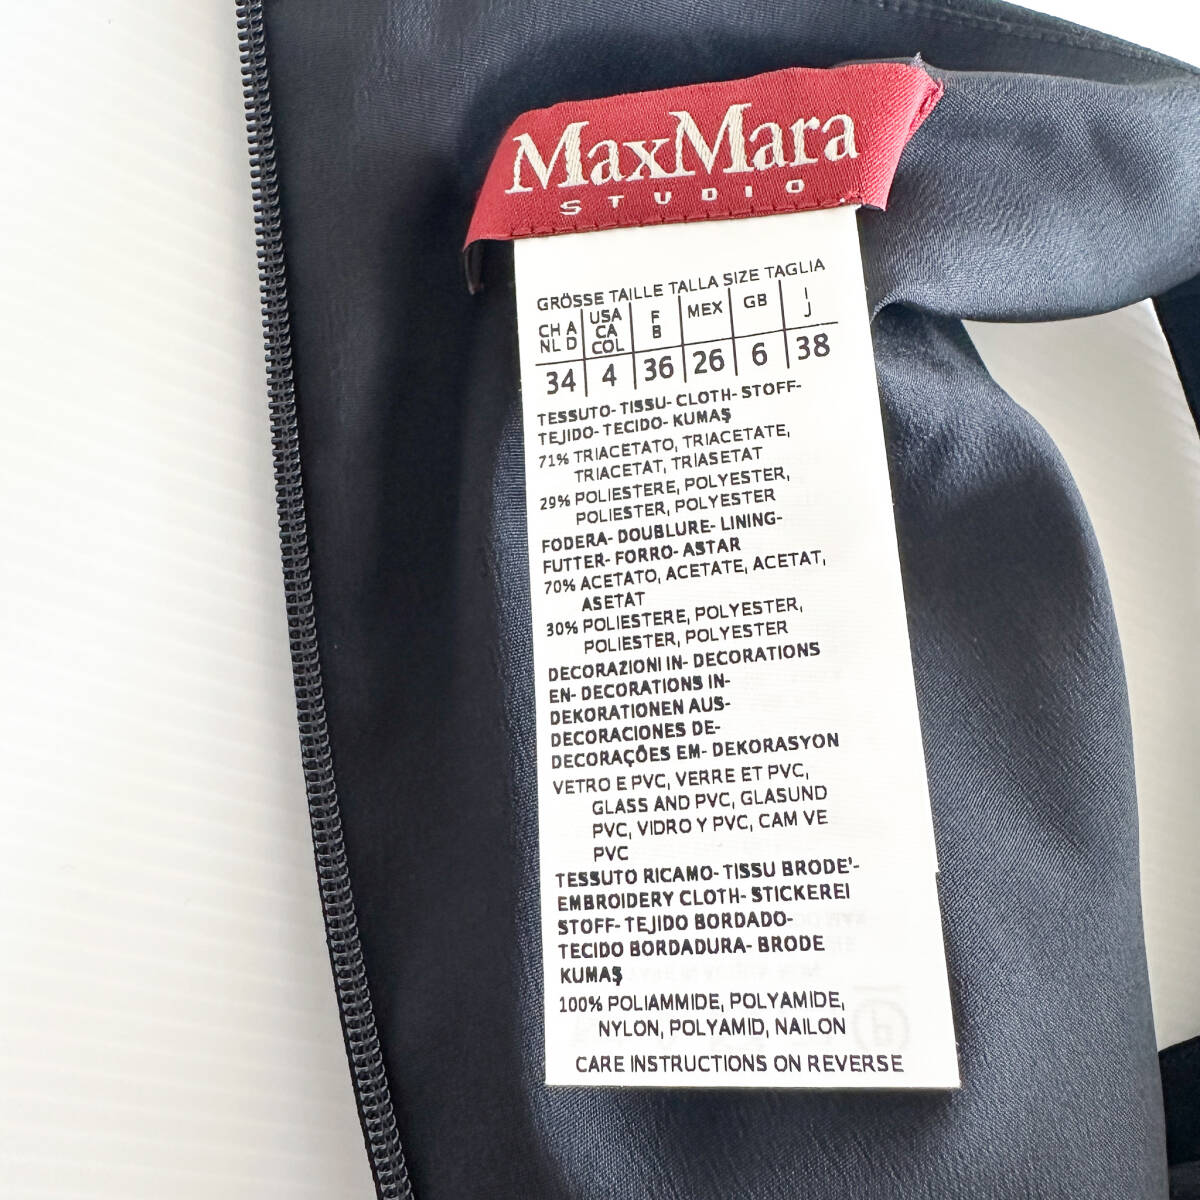 MaxMara
STUDIO
GRÖSSE TAILLE TALLA SIZE TAGLIA
CH A NL D USA CA COL F B MEX GB I J
34 4 36 26 6 38
TESSUTO- TISSU- CLOTH- STOFF-
TEJIDO- TECIDO- KUMAŞ
71% TRIACETATO, TRIACETATE,
TRIACETAT, TRIASETAT
29% POLIESTERE, POLYESTER,
POLIESTER, POLYESTER
FODERA- DOUBLURE- LINING-
FUTTER- FORRO- ASTAR
70% ACETATO, ACETATE, ACETAT,
ASETAT
30% POLIESTERE, POLYESTER,
POLIESTER, POLYESTER
DECORAZIONI IN- DECORATIONS
EN- DECORATIONS IN-
DEKORATIONEN AUS-
DECORACIONES DE-
DECORAÇÕES EM- DEKORASYON
VETRO E PVC, VERRE ET PVC,
GLASS AND PVC, GLASUND
PVC, VIDRO Y PVC, CAM VE
PVC
TESSUTO RICAMO- TISSU BRODE'-
EMBROIDERY CLOTH- STICKEREI
STOFF- TEJIDO BORDADO-
TECIDO BORDADURA- BRODE
KUMAŞ
100% POLIAMMIDE, POLYAMIDE,
NYLON, POLYAMID, NAILON
CARE INSTRUCTIONS ON REVERSE